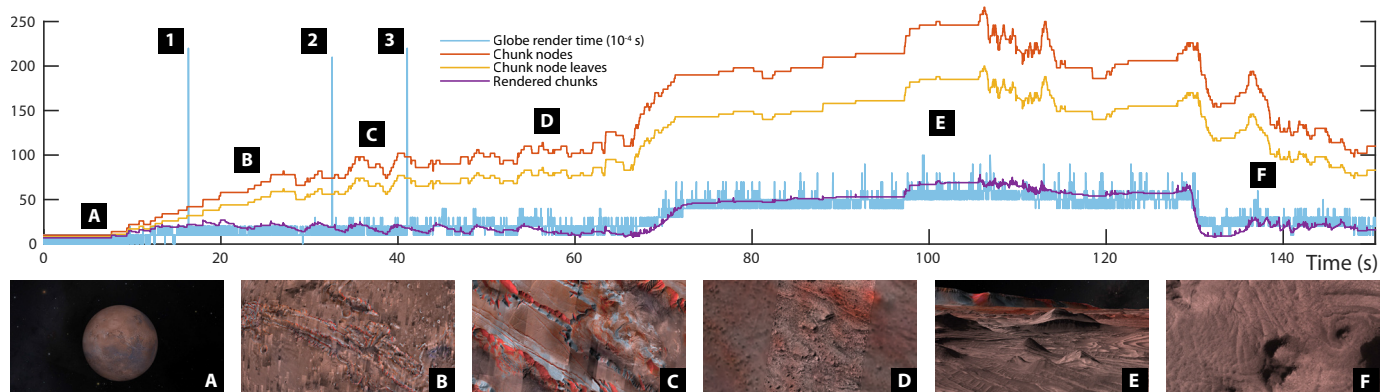 250
200
150
100
50
0
1
2
3
Globe render time (10⁻⁴ s)
Chunk nodes
Chunk node leaves
Rendered chunks
A
B
C
D
E
F
0
20
40
60
80
100
120
140
Time (s)
A
B
C
D
E
F